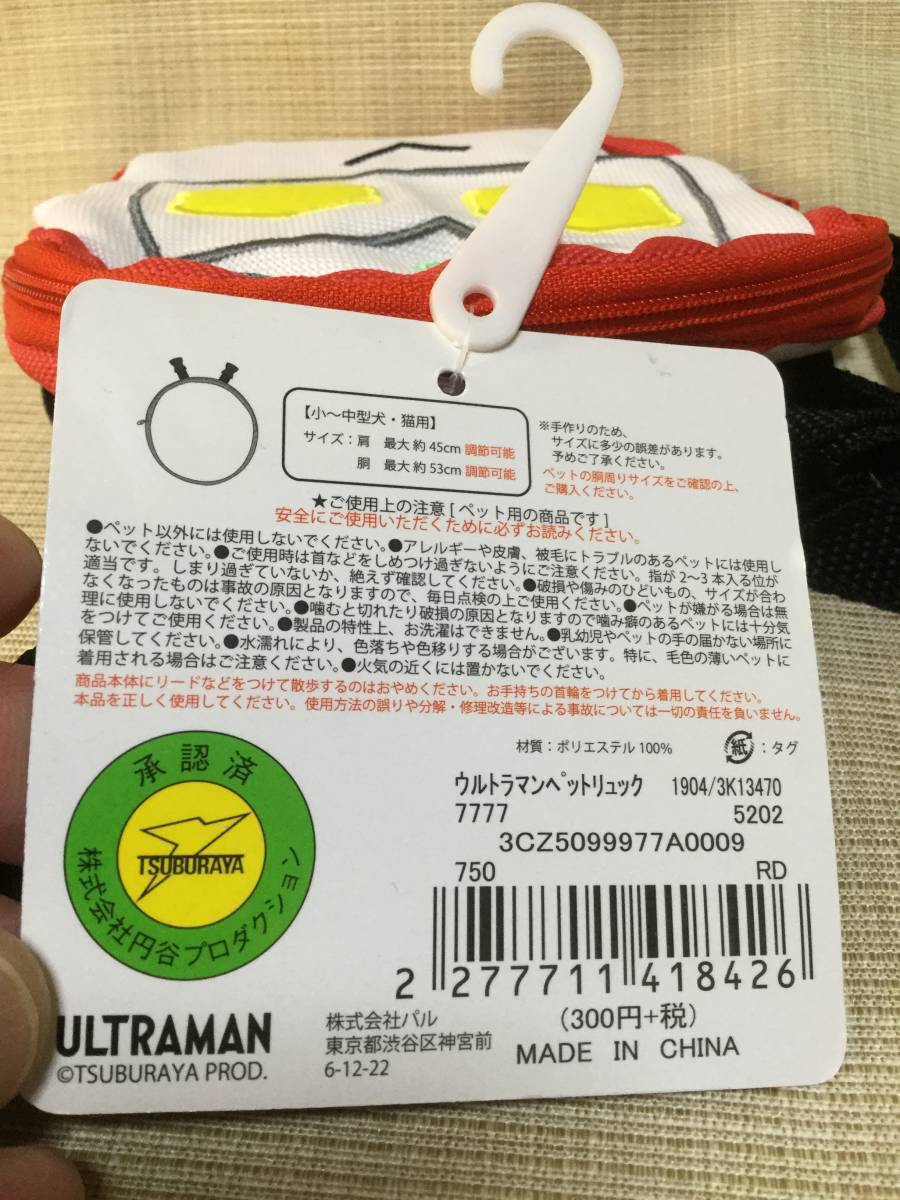 【小～中型犬・猫用】
サイズ：肩 最大 約 45cm 調節可能
胴 最大 約 53cm 調節可能
※手作りのため、
サイズに多少の誤差があります。
予めご了承ください。
ペットの胴周りサイズをご確認の上、
ご購入ください。
★ご使用上の注意 [ ペット用の商品です ]
安全にご使用いただくために必ずお読みください。
●ペット以外には使用しないでください。●アレルギーや皮膚、被毛にトラブルのあるペットには使用し
ないでください。●ご使用時は首などをしめつけ過ぎないようにご注意ください。指が 2～3 本入る位が
適当です。しまり過ぎていないか、絶えず確認してください。●破損や傷みのひどいもの、サイズが合わ
なくなったものは事故の原因となりますので、毎日点検の上ご使用ください。●ペットが嫌がる場合は無
理に使用しないでください。●噛むと切れたり破損の原因となりますので噛み癖のあるペットには十分気
をつけてご使用ください。●製品の特性上、お洗濯はできません。●乳幼児やペットの手の届かない場所に
保管してください。●水濡れにより、色落ちや色移りする場合がございます。特に、毛色の薄いペットに
着用される場合はご注意ください。●火気の近くには置かないでください。
商品本体にリードなどをつけて散歩するのはおやめください。お手持ちの首輪をつけてから着用してください。
本品を正しく使用してください。使用方法の誤りや分解・修理改造等による事故については一切の責任を負いません。
材質：ポリエステル 100%
紙：タグ
承認済
TSUBURAYA
株式会社円谷プロダクション
ウルトラマンペットリュック 1904/3K13470
7777 5202
3CZ5099977A0009
750 RD
2 277711 418426
(300円+税)
MADE IN CHINA
ULTRAMAN
©TSUBURAYA PROD.
株式会社パル
東京都渋谷区神宮前
6-12-22